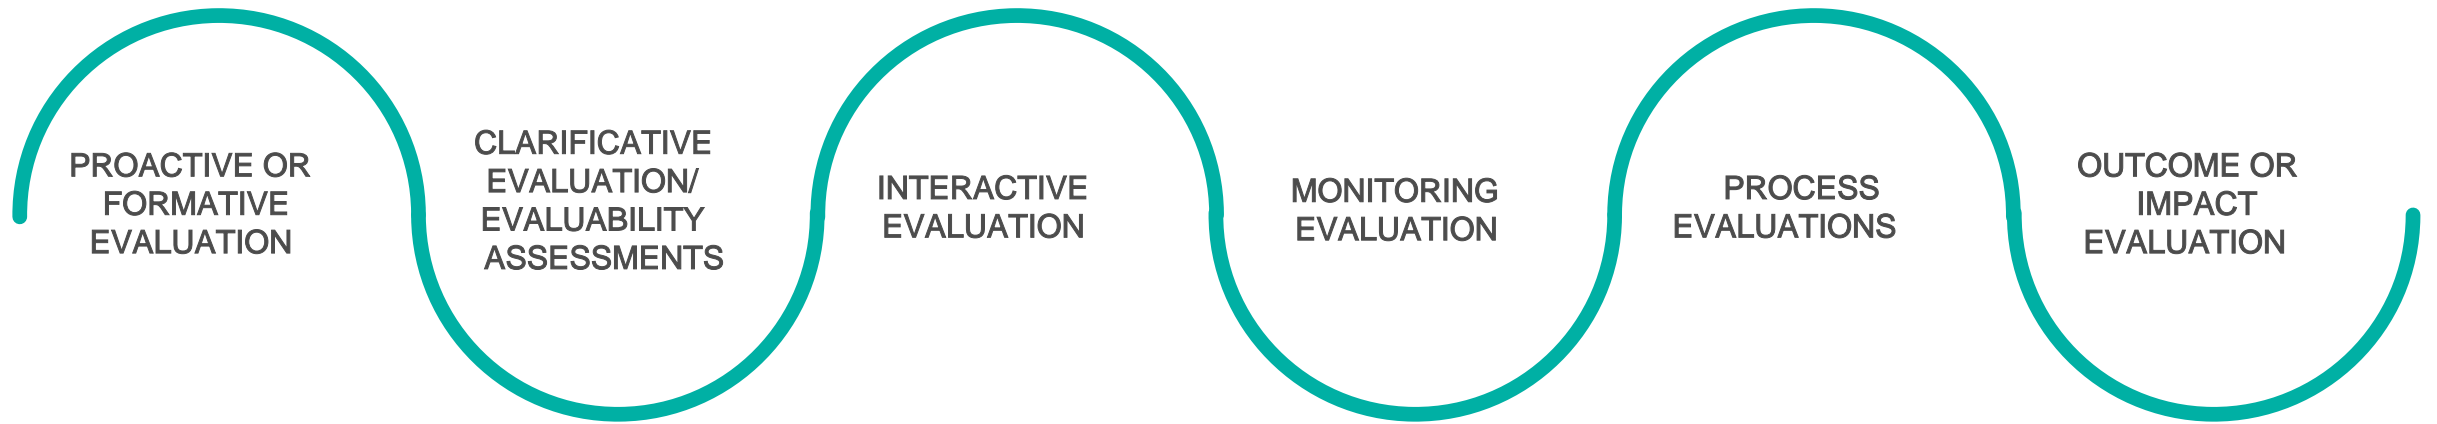 PROACTIVE OR
FORMATIVE
EVALUATION
CLARIFICATIVE
EVALUATION/
EVALUABILITY
ASSESSMENTS
INTERACTIVE
EVALUATION
MONITORING
EVALUATION
PROCESS
EVALUATIONS
OUTCOME OR
IMPACT
EVALUATION